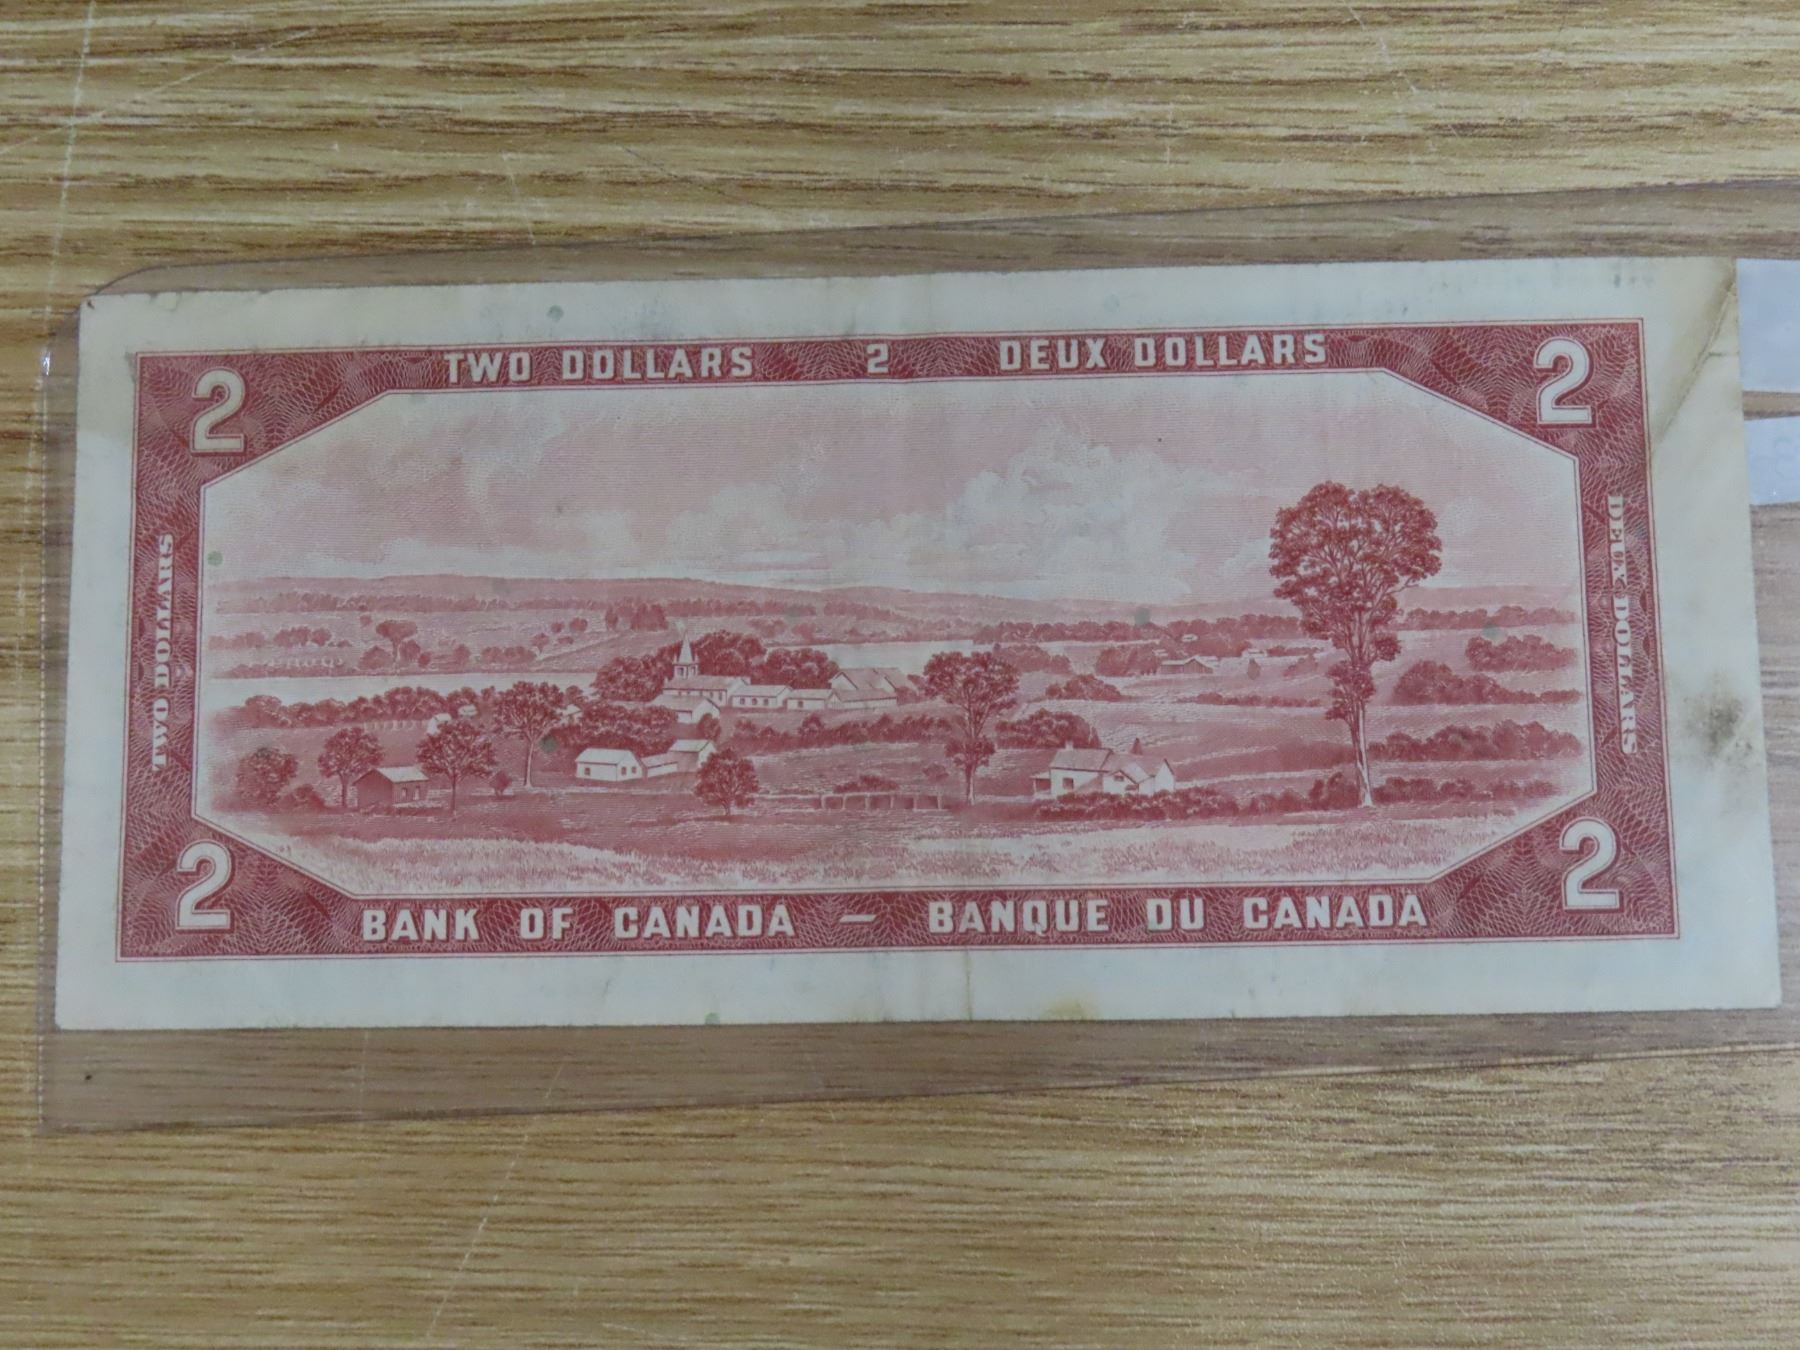 TWO DOLLARS 2 DEUX DOLLARS
2 2
TWO DOLLARS
DEUX DOLLARS
2 2
BANK OF CANADA – BANQUE DU CANADA